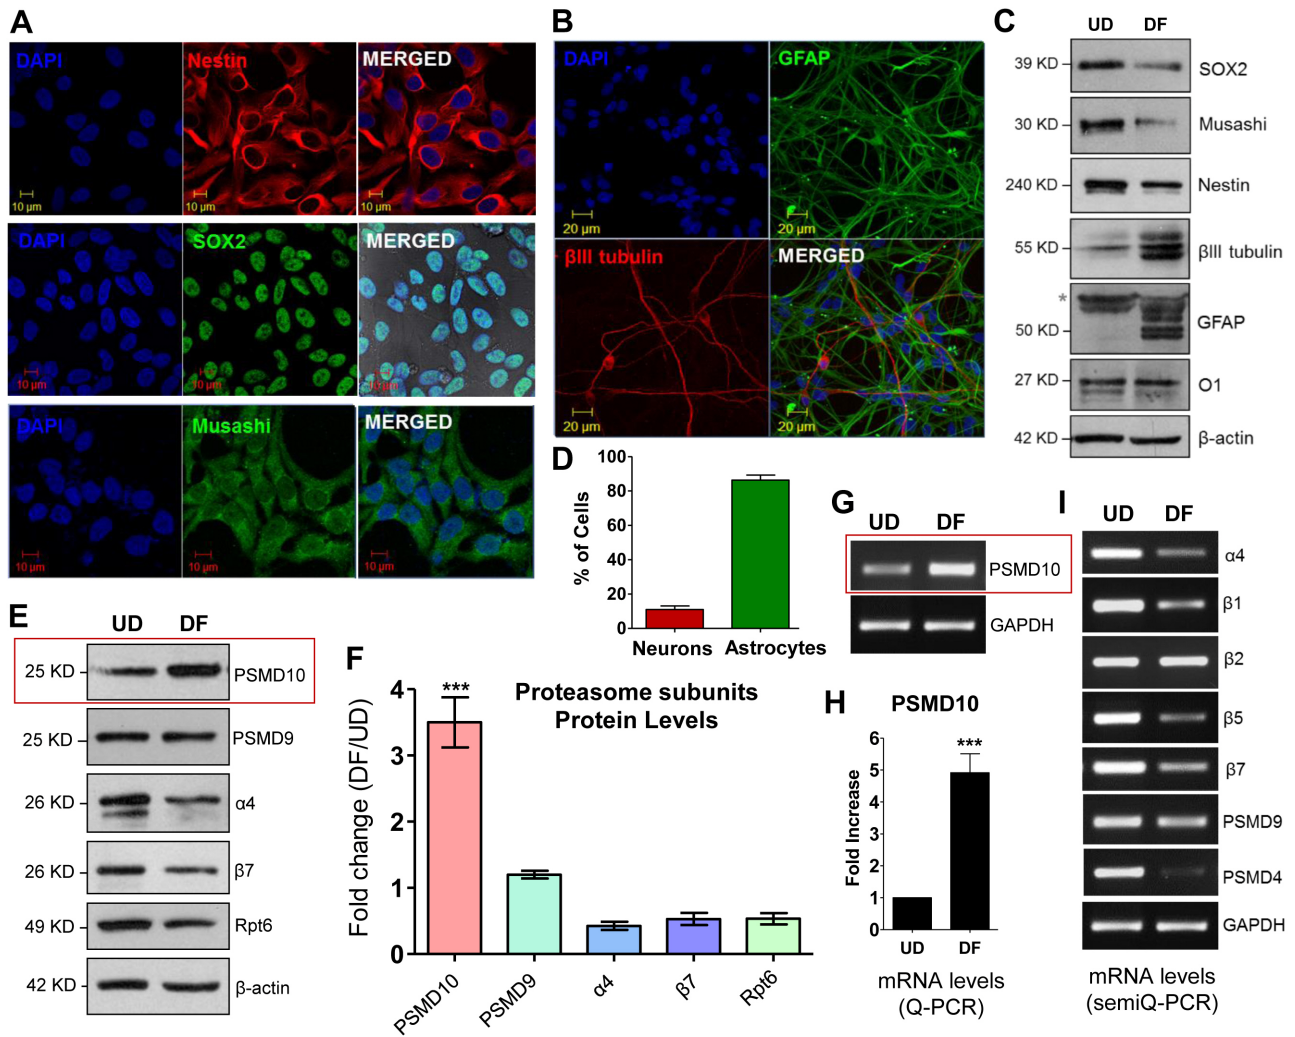 A
DAPI
Nestin
MERGED
10 µm
10 µm
10 µm
DAPI
SOX2
MERGED
10 µm
10 µm
10 µm
DAPI
Musashi
MERGED
10 µm
10 µm
10 µm
B
DAPI
GFAP
20 µm
20 µm
βIII tubulin
MERGED
20 µm
20 µm
C
UD DF
39 KD SOX2
30 KD Musashi
240 KD Nestin
55 KD βIII tubulin
*
50 KD GFAP
27 KD O1
42 KD β-actin
D
% of Cells
100
80
60
40
20
0
Neurons Astrocytes
E
UD DF
25 KD PSMD10
25 KD PSMD9
26 KD α4
26 KD β7
49 KD Rpt6
42 KD β-actin
F
Proteasome subunits
Protein Levels
Fold change (DF/UD)
4
3
2
1
0
***
PSMD10
PSMD9
α4
β7
Rpt6
G
UD DF
PSMD10
GAPDH
H
PSMD10
Fold Increase
6
5
4
3
2
1
0
***
UD DF
mRNA levels
(Q-PCR)
I
UD DF
α4
β1
β2
β5
β7
PSMD9
PSMD4
GAPDH
mRNA levels
(semiQ-PCR)